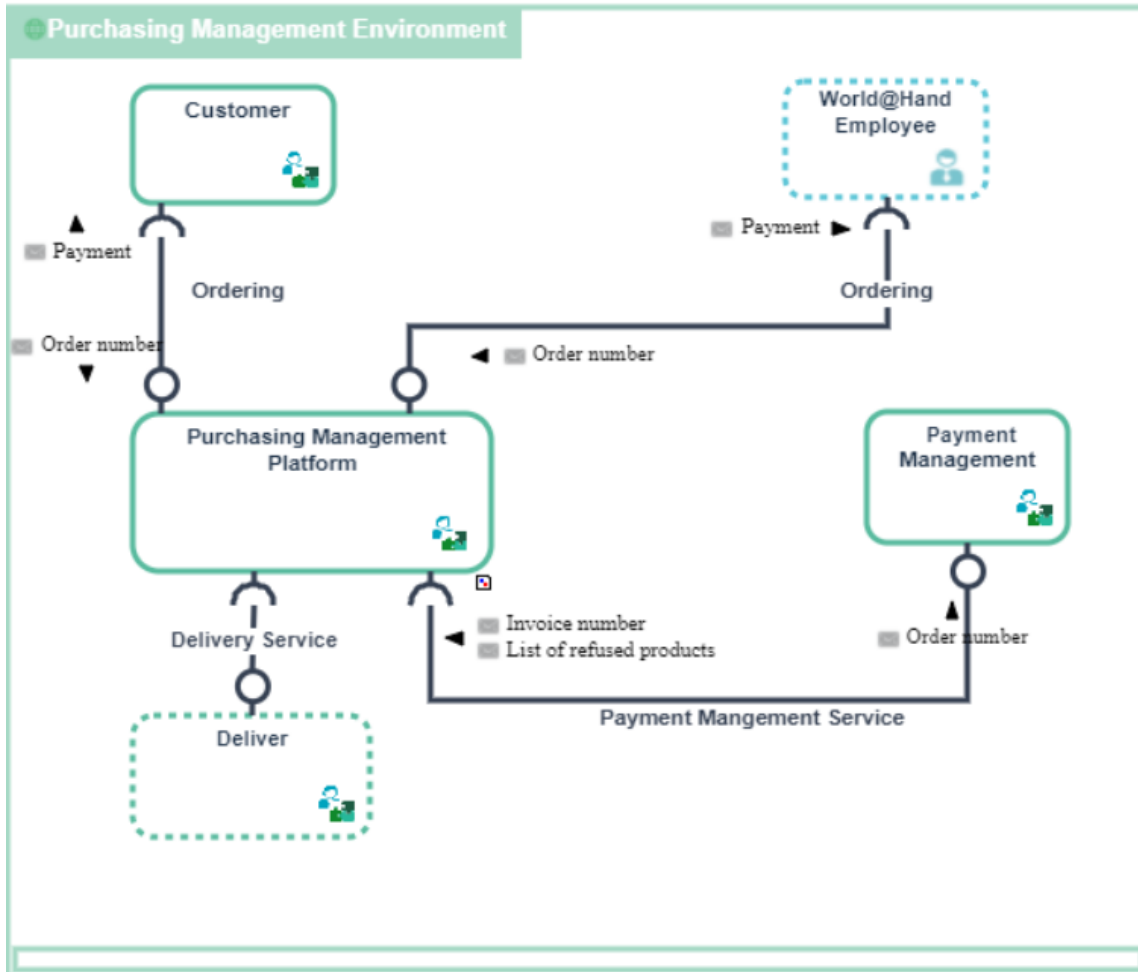 Purchasing Management Environment
Customer
World@Hand
Employee
Payment
Payment
Ordering
Ordering
Order number
Order number
Purchasing Management
Platform
Payment
Management
Invoice number
List of refused products
Order number
Delivery Service
Payment Mangement Service
Deliver